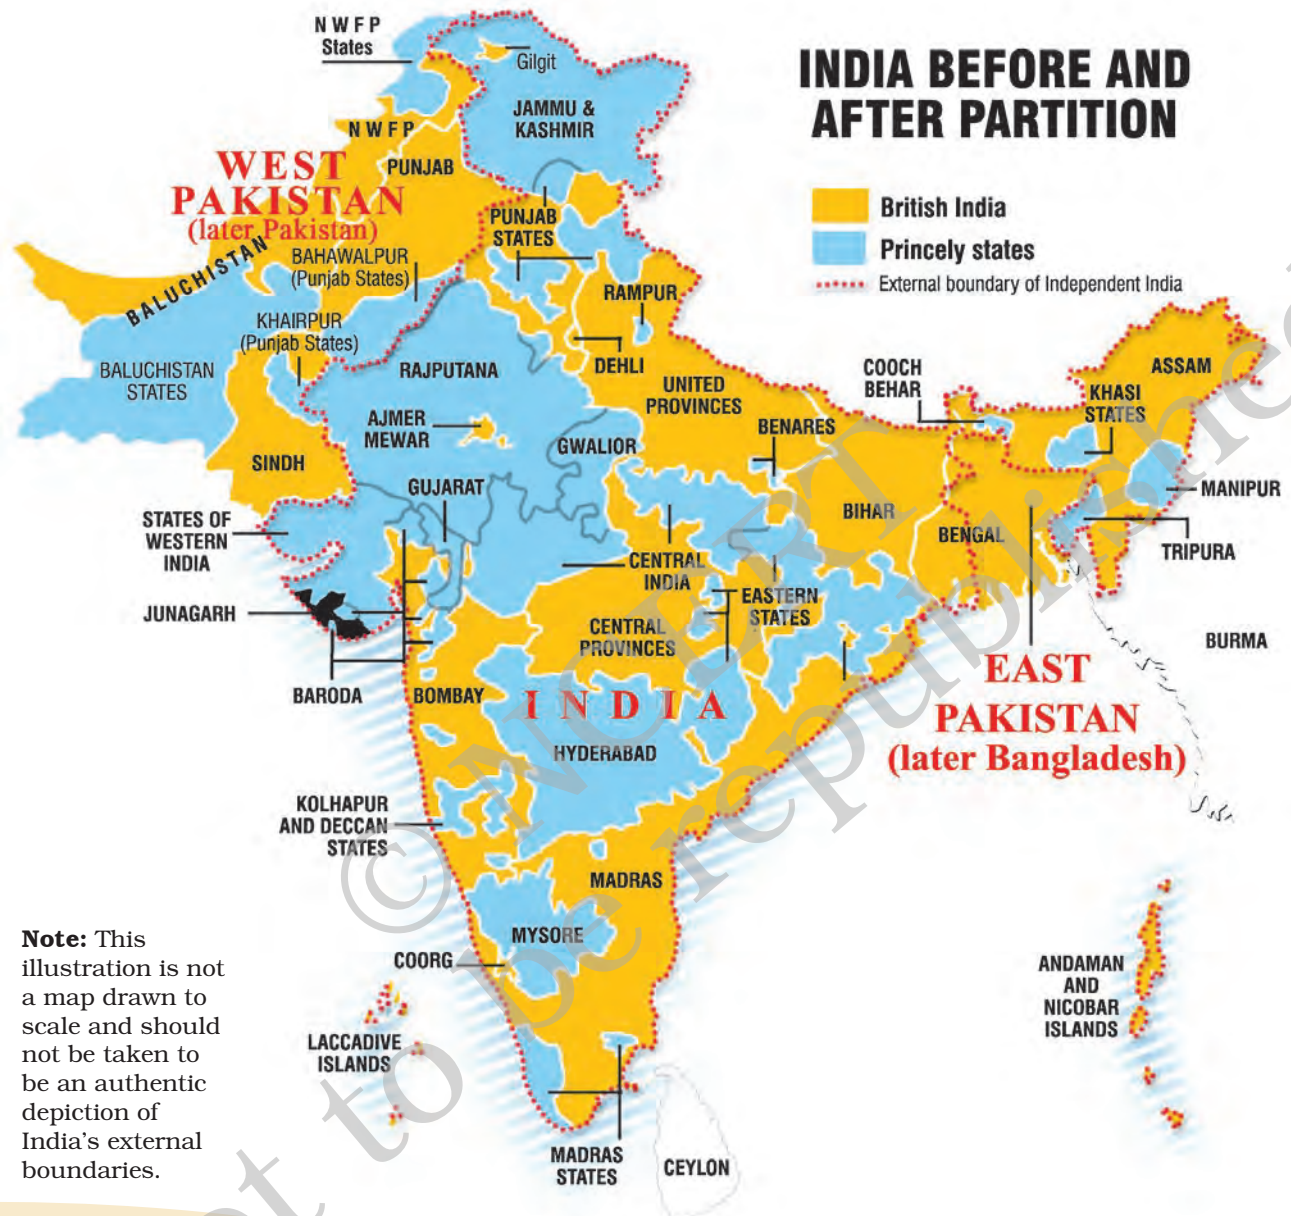 INDIA BEFORE AND
AFTER PARTITION
British India
Princely states
External boundary of Independent India
N W F P
States
Gilgit
JAMMU &
KASHMIR
N W F P
PUNJAB
WEST
PAKISTAN
(later Pakistan)
PUNJAB
STATES
BALUCHISTAN
BAHAWALPUR
(Punjab States)
RAMPUR
KHAIRPUR
(Punjab States)
BALUCHISTAN
STATES
RAJPUTANA
DEHLI
UNITED
PROVINCES
COOCH
BEHAR
ASSAM
KHASI
STATES
AJMER
MEWAR
GWALIOR
BENARES
SINDH
GUJARAT
MANIPUR
BIHAR
BENGAL
TRIPURA
STATES OF
WESTERN
INDIA
CENTRAL
INDIA
EASTERN
STATES
JUNAGARH
CENTRAL
PROVINCES
BURMA
BARODA
BOMBAY
INDIA
EAST
PAKISTAN
(later Bangladesh)
HYDERABAD
KOLHAPUR
AND DECCAN
STATES
MADRAS
MYSORE
COORG
ANDAMAN
AND
NICOBAR
ISLANDS
LACCADIVE
ISLANDS
MADRAS
STATES
CEYLON
Note: This
illustration is not
a map drawn to
scale and should
not be taken to
be an authentic
depiction of
India's external
boundaries.
© NCERT
not to be republished